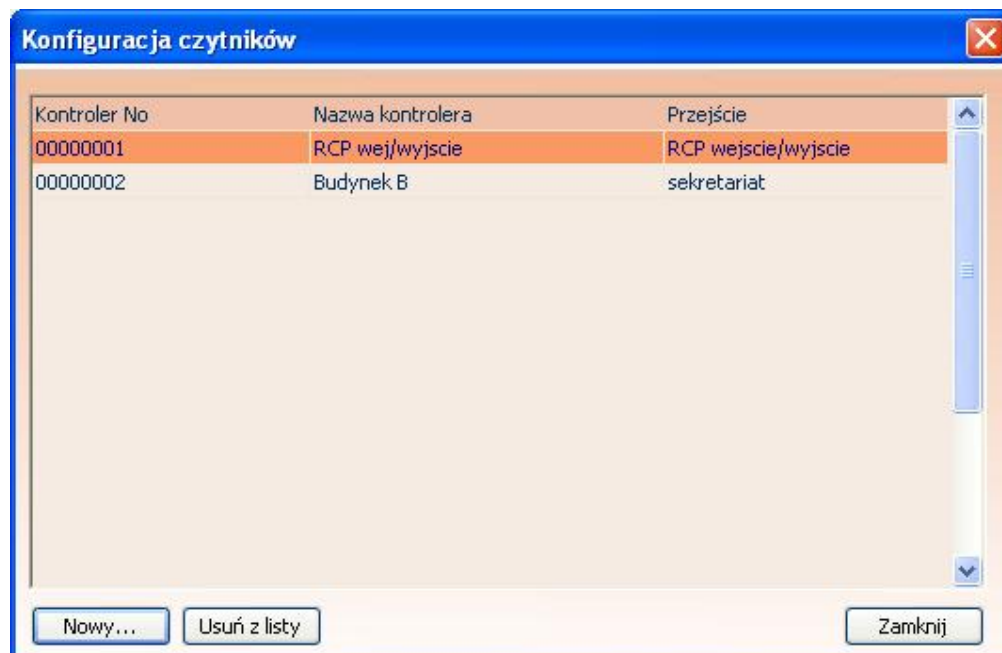 Konfiguracja czytników
Kontroler No Nazwa kontrolera Przejście
00000001 RCP wej/wyjscie RCP wejscie/wyjscie
00000002 Budynek B sekretariat
Nowy... Usuń z listy Zamknij